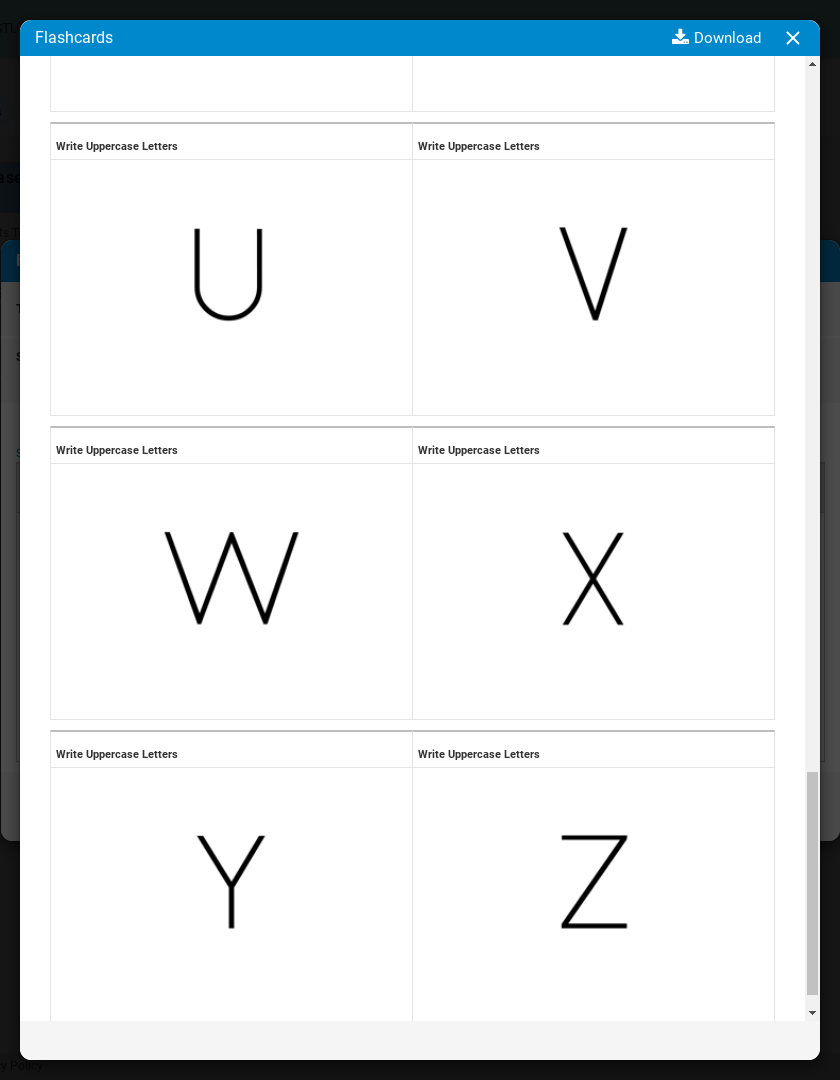 Flashcards Download
Write Uppercase Letters Write Uppercase Letters
U V
Write Uppercase Letters Write Uppercase Letters
W X
Write Uppercase Letters Write Uppercase Letters
Y Z
Policy